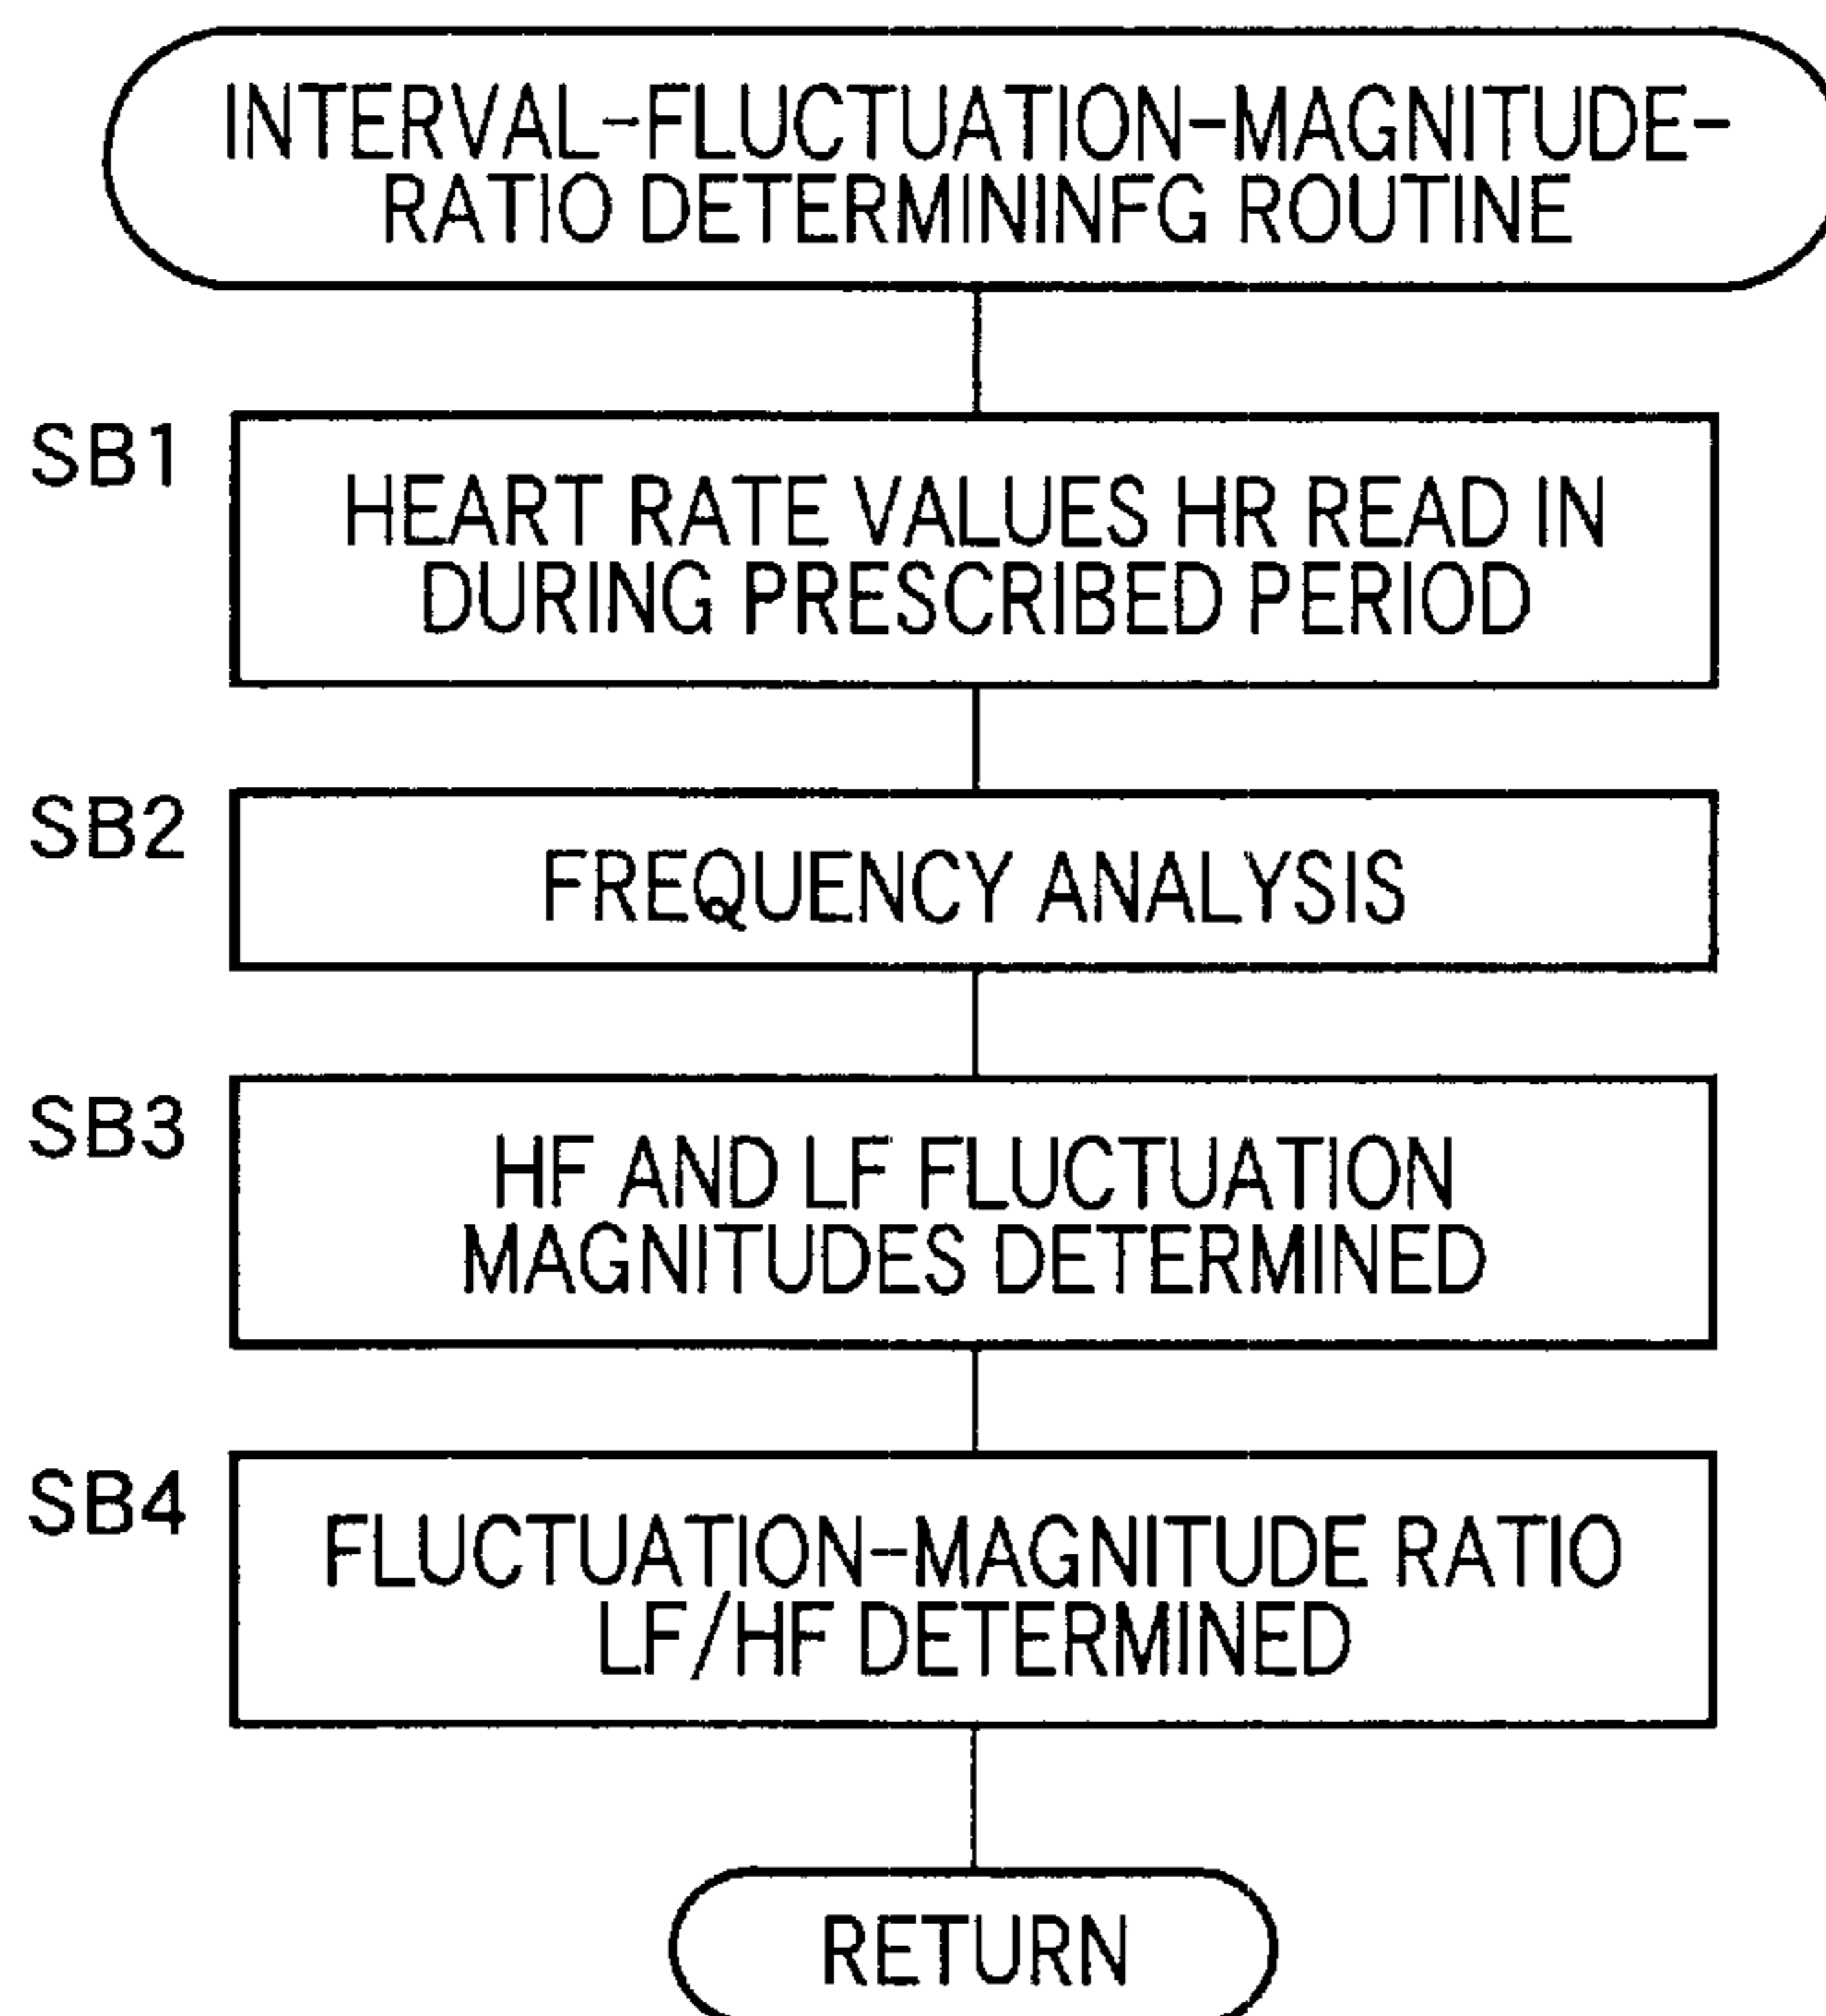 INTERVAL-FLUCTUATION-MAGNITUDE-
RATIO DETERMININFG ROUTINE
SB1
HEART RATE VALUES HR READ IN
DURING PRESCRIBED PERIOD
SB2
FREQUENCY ANALYSIS
SB3
HF AND LF FLUCTUATION
MAGNITUDES DETERMINED
SB4
FLUCTUATION-MAGNITUDE RATIO
LF/HF DETERMINED
RETURN